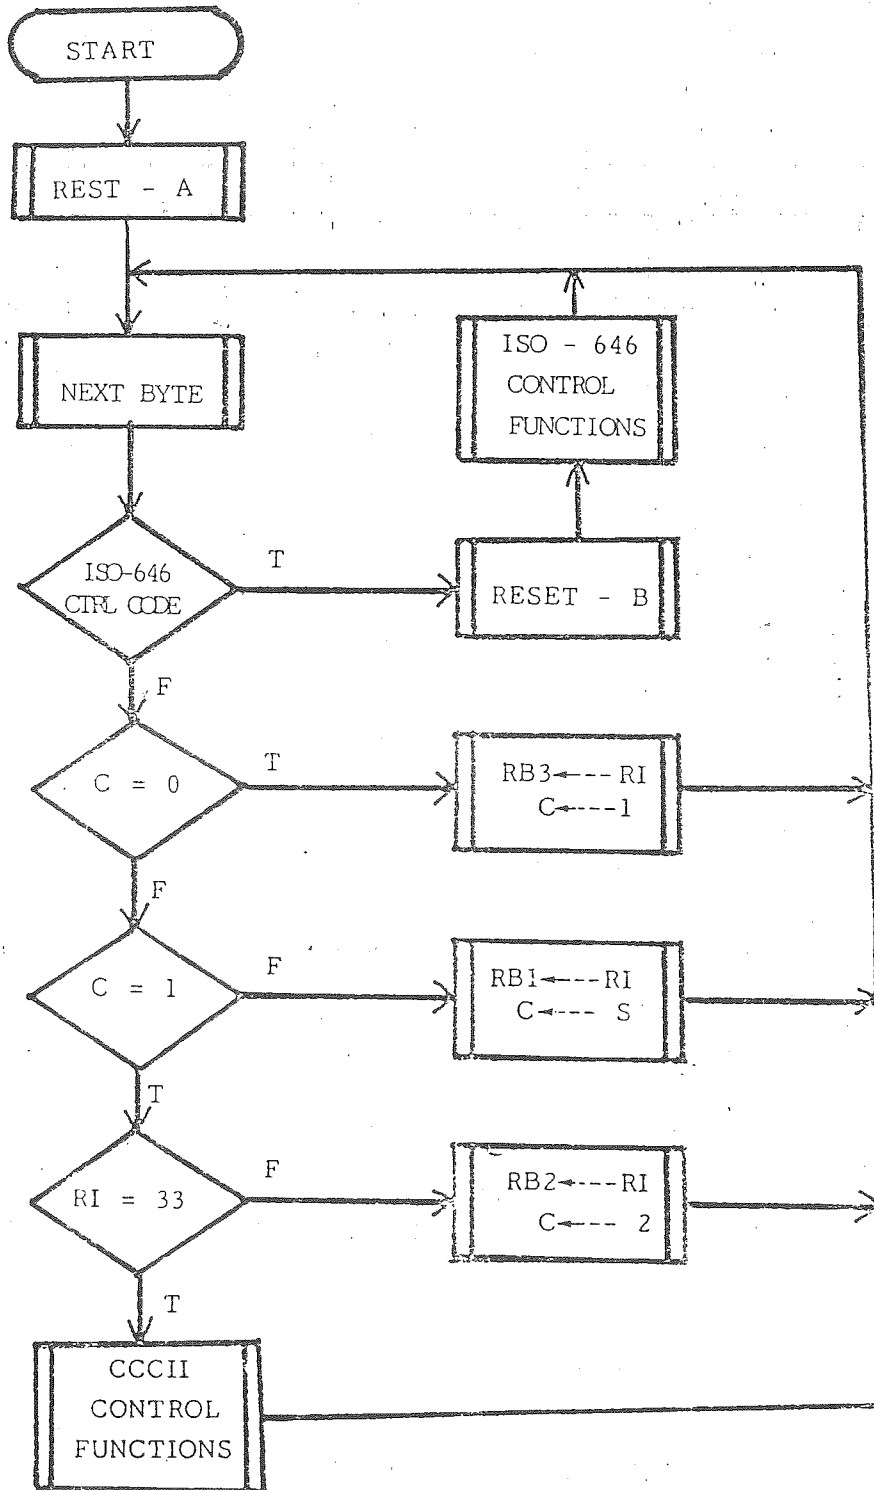 START
REST - A
NEXT BYTE
ISO - 646
CONTROL
FUNCTIONS
ISO-646
CTRL CODE
T
RESET - B
F
C = 0
T
RB3←---RI
C←---1
F
C = 1
F
RB1←---RI
C←--- S
T
RI = 33
F
RB2←---RI
C←--- 2
T
CCCII
CONTROL
FUNCTIONS